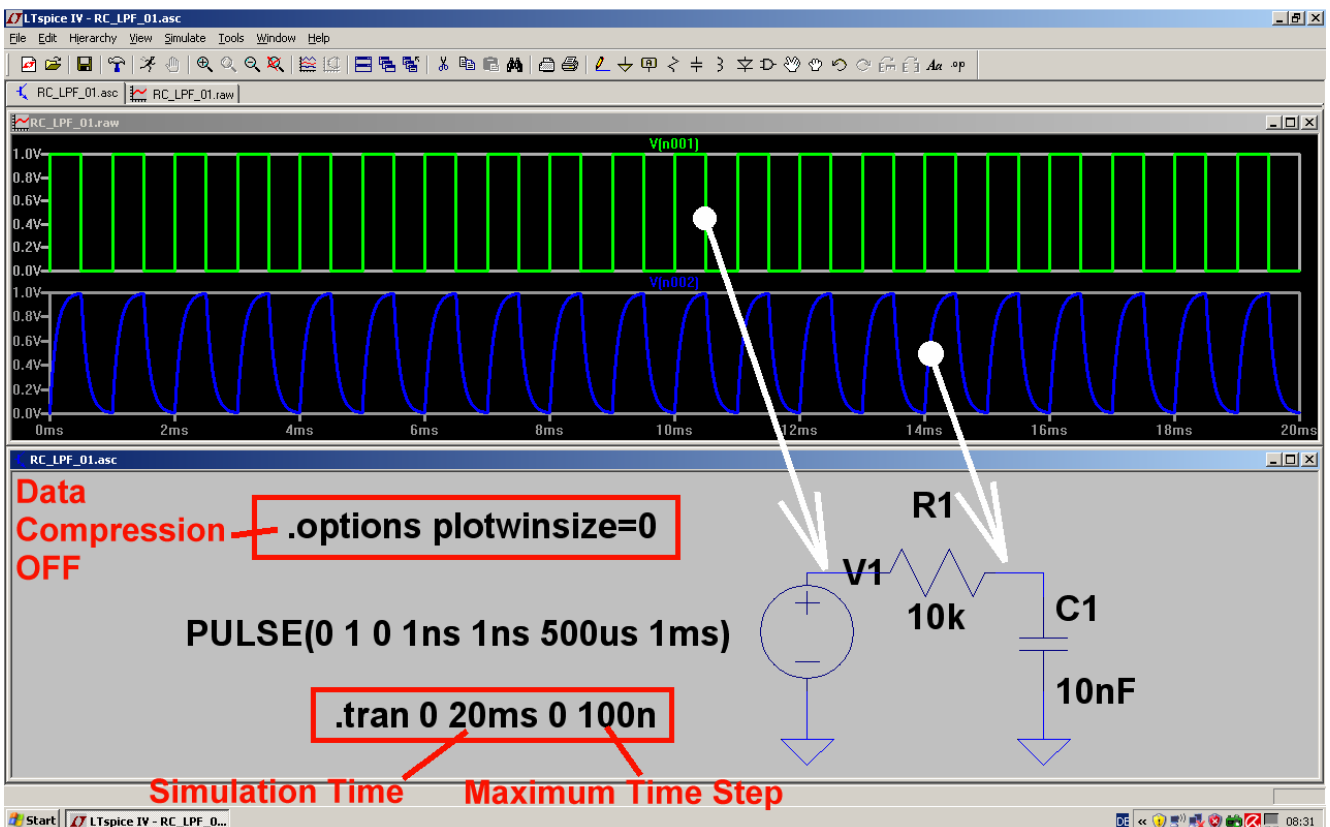 LTspice IV - RC_LPF_01.asc
File Edit Hierarchy View Simulate Tools Window Help
Aa .op
RC_LPF_01.asc RC_LPF_01.raw
RC_LPF_01.raw
V(n001)
1.0V
0.8V
0.6V
0.4V
0.2V
0.0V
V(n002)
1.0V
0.8V
0.6V
0.4V
0.2V
0.0V
0ms 2ms 4ms 6ms 8ms 10ms 12ms 14ms 16ms 18ms 20ms
RC_LPF_01.asc
Data
Compression
OFF
.options plotwinsize=0
R1
V1
10k
C1
10nF
PULSE(0 1 0 1ns 1ns 500us 1ms)
.tran 0 20ms 0 100n
Simulation Time
Maximum Time Step
Start LTspice IV - RC_LPF_0... DE « 08:31